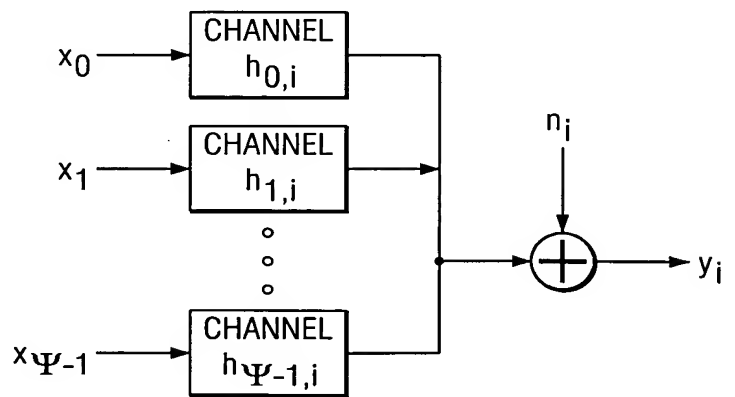 x0
CHANNEL
h0,i
x1
CHANNEL
h1,i
ni
yi
xΨ-1
CHANNEL
hΨ-1,i